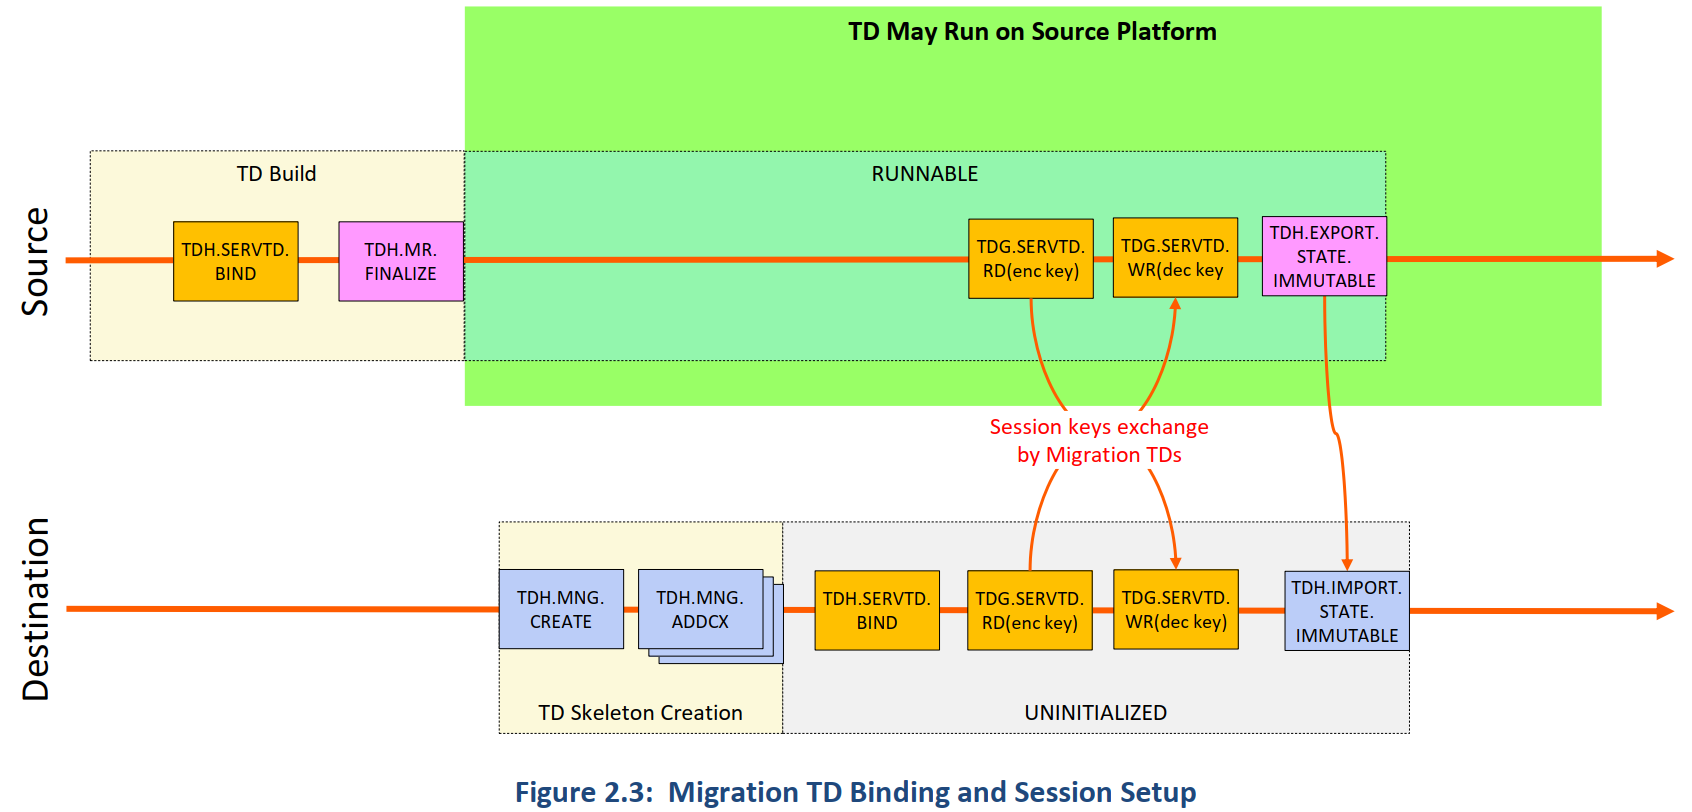 TD May Run on Source Platform
Source
TD Build
RUNNABLE
TDH.SERVTD.
BIND
TDH.MR.
FINALIZE
TDG.SERVTD.
RD(enc key)
TDG.SERVTD.
WR(dec key
TDH.EXPORT.
STATE.
IMMUTABLE
Session keys exchange
by Migration TDs
Destination
TDH.MNG.
CREATE
TDH.MNG.
ADDCX
TDH.SERVTD.
BIND
TDG.SERVTD.
RD(enc key)
TDG.SERVTD.
WR(dec key)
TDH.IMPORT.
STATE.
IMMUTABLE
TD Skeleton Creation
UNINITIALIZED
Figure 2.3: Migration TD Binding and Session Setup